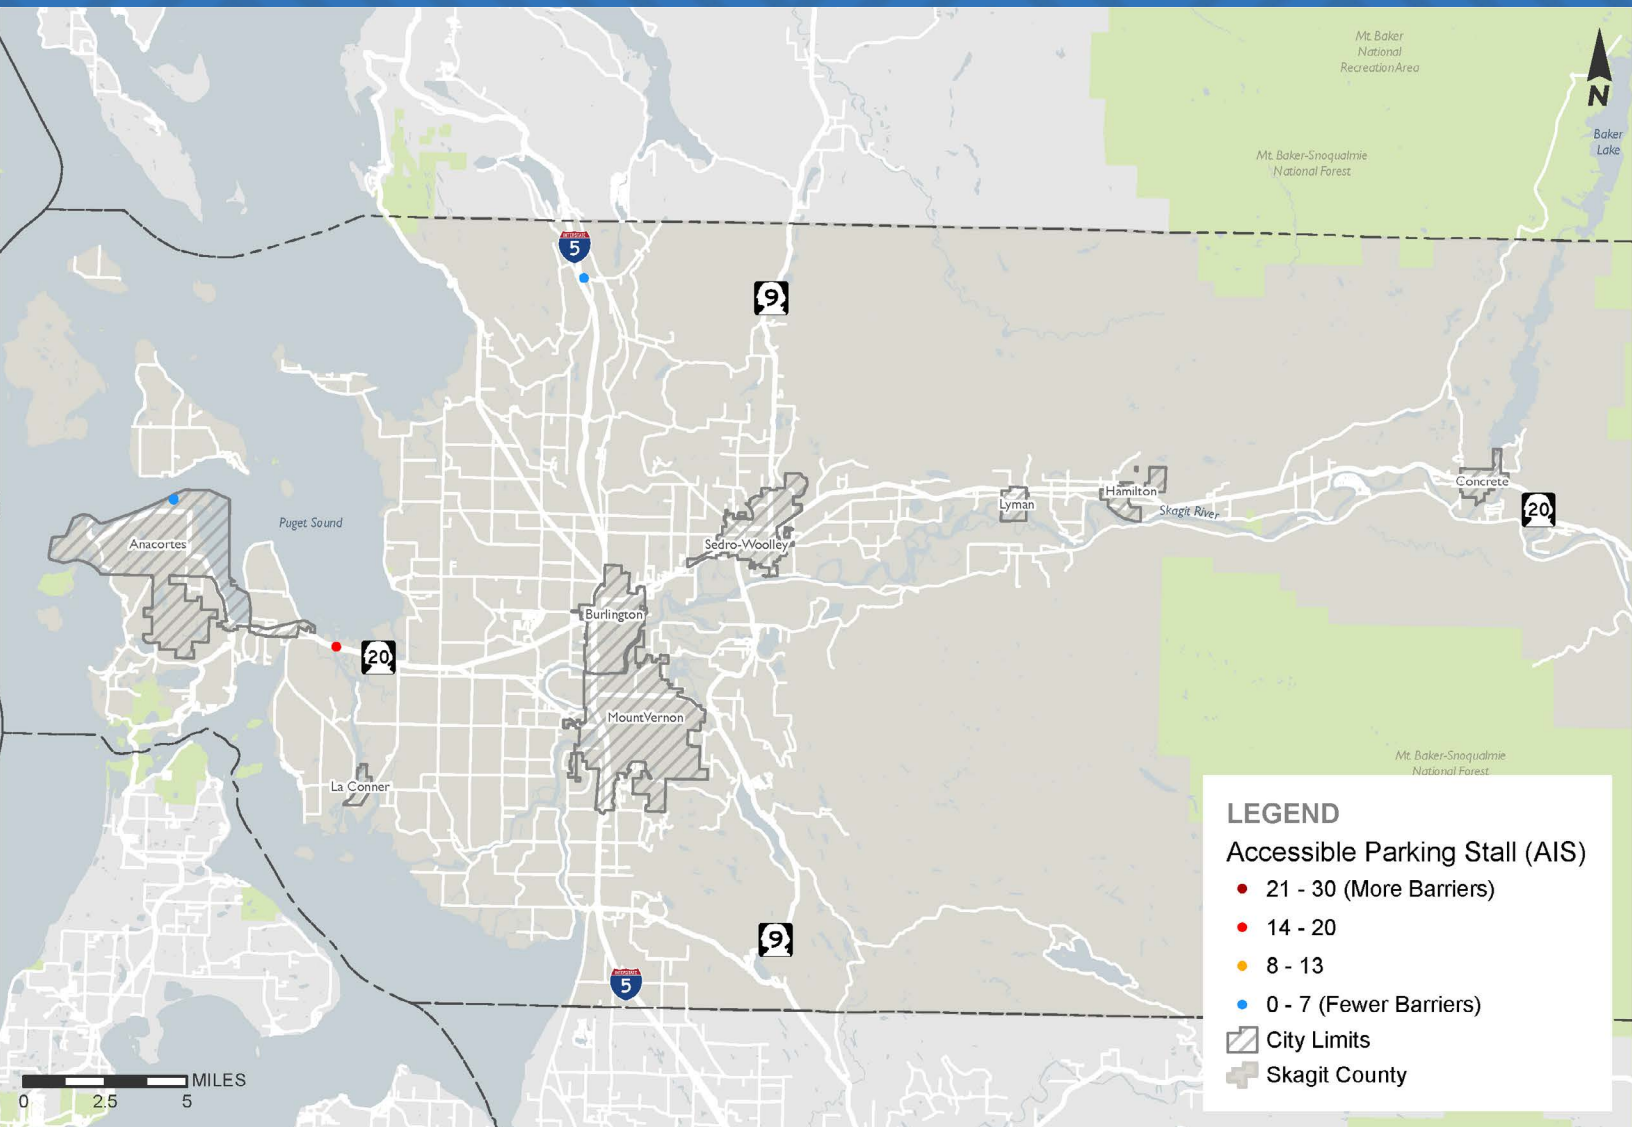 Mt. Baker
National
Recreation Area
N
Baker
Lake
Mt. Baker-Snoqualmie
National Forest
INTERSTATE
5
9
Puget Sound
Anacortes
Sedro-Woolley
Lyman
Hamilton
Skagit River
Concrete
20
Burlington
20
Mount Vernon
La Conner
Mt. Baker-Snoqualmie
National Forest
9
INTERSTATE
5
LEGEND
Accessible Parking Stall (AIS)
21 - 30 (More Barriers)
14 - 20
8 - 13
0 - 7 (Fewer Barriers)
City Limits
Skagit County
MILES
0 2.5 5